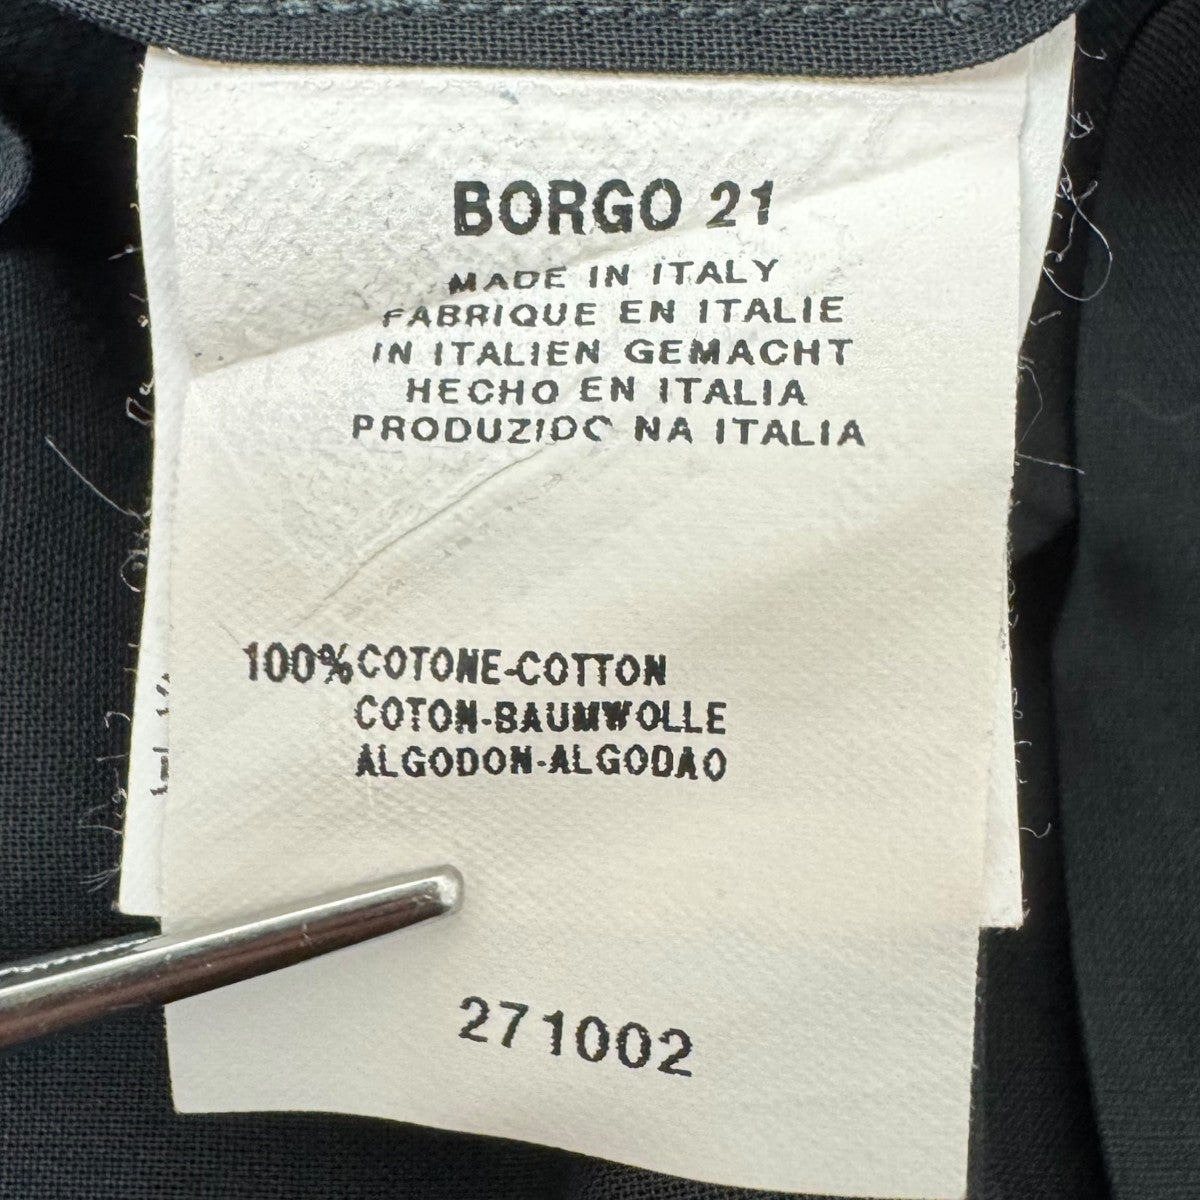 BORGO 21
MADE IN ITALY
FABRIQUE EN ITALIE
IN ITALIEN GEMACHT
HECHO EN ITALIA
PRODUZIDO NA ITALIA
100% COTONE-COTTON
COTON-BAUMWOLLE
ALGODON-ALGODAO
271002